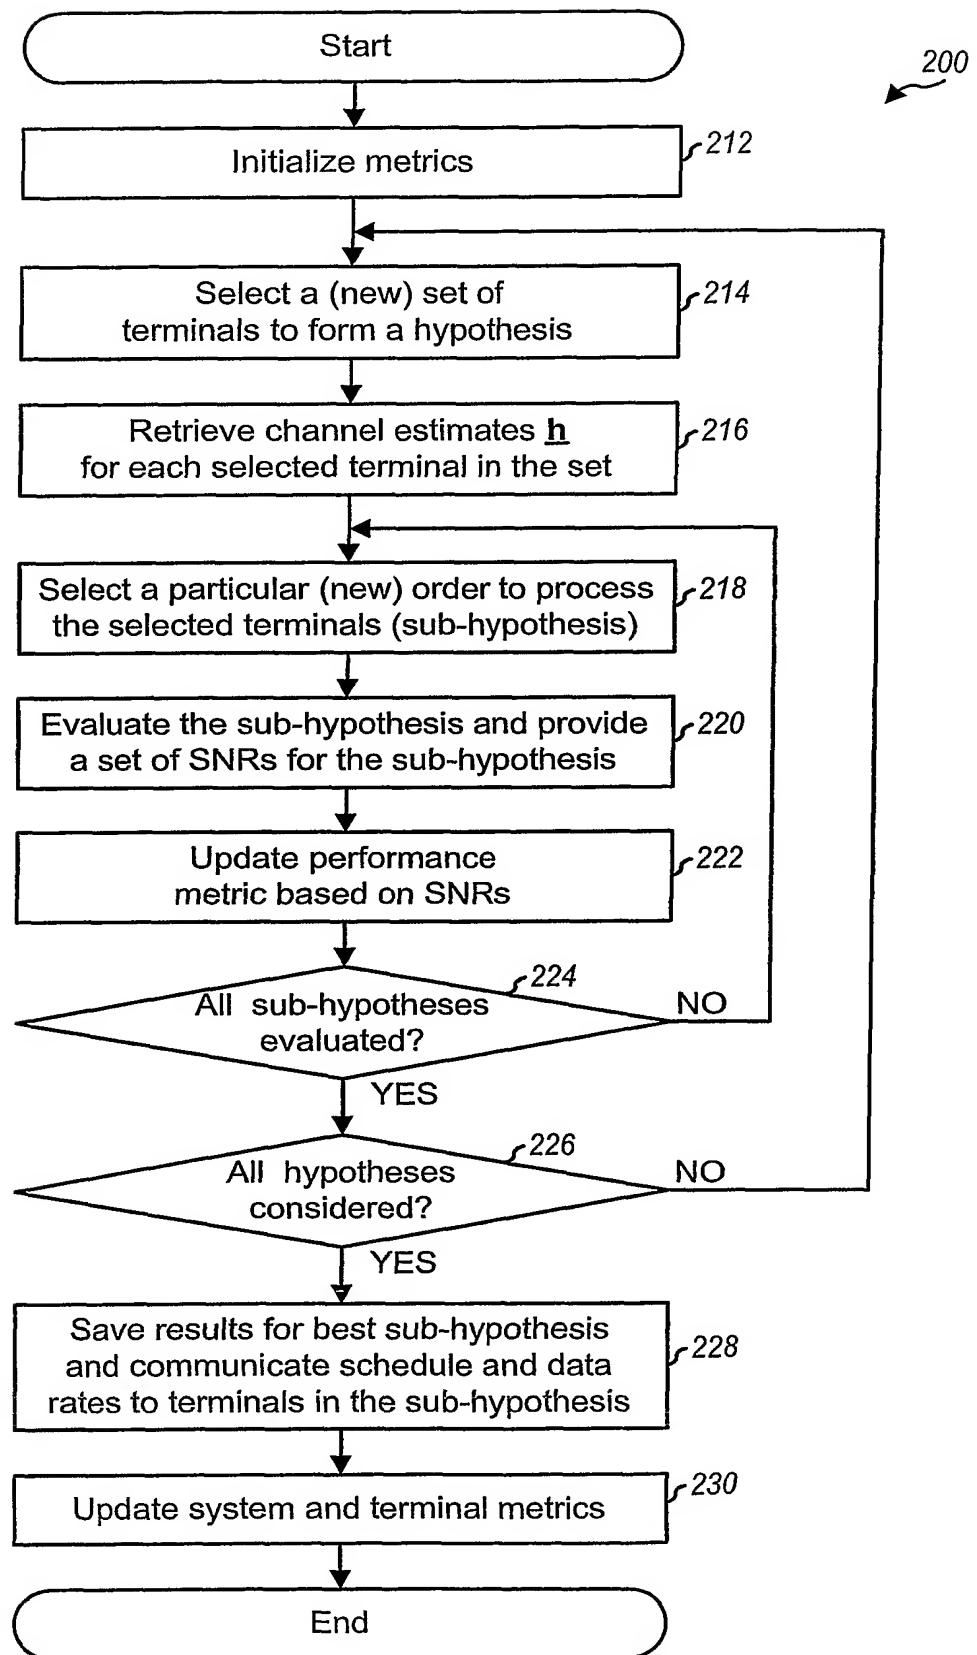 Start
200
Initialize metrics
212
Select a (new) set of
terminals to form a hypothesis
214
Retrieve channel estimates h
for each selected terminal in the set
216
Select a particular (new) order to process
the selected terminals (sub-hypothesis)
218
Evaluate the sub-hypothesis and provide
a set of SNRs for the sub-hypothesis
220
Update performance
metric based on SNRs
222
224
All sub-hypotheses
evaluated?
NO
YES
226
All hypotheses
considered?
NO
YES
Save results for best sub-hypothesis
and communicate schedule and data
rates to terminals in the sub-hypothesis
228
Update system and terminal metrics
230
End